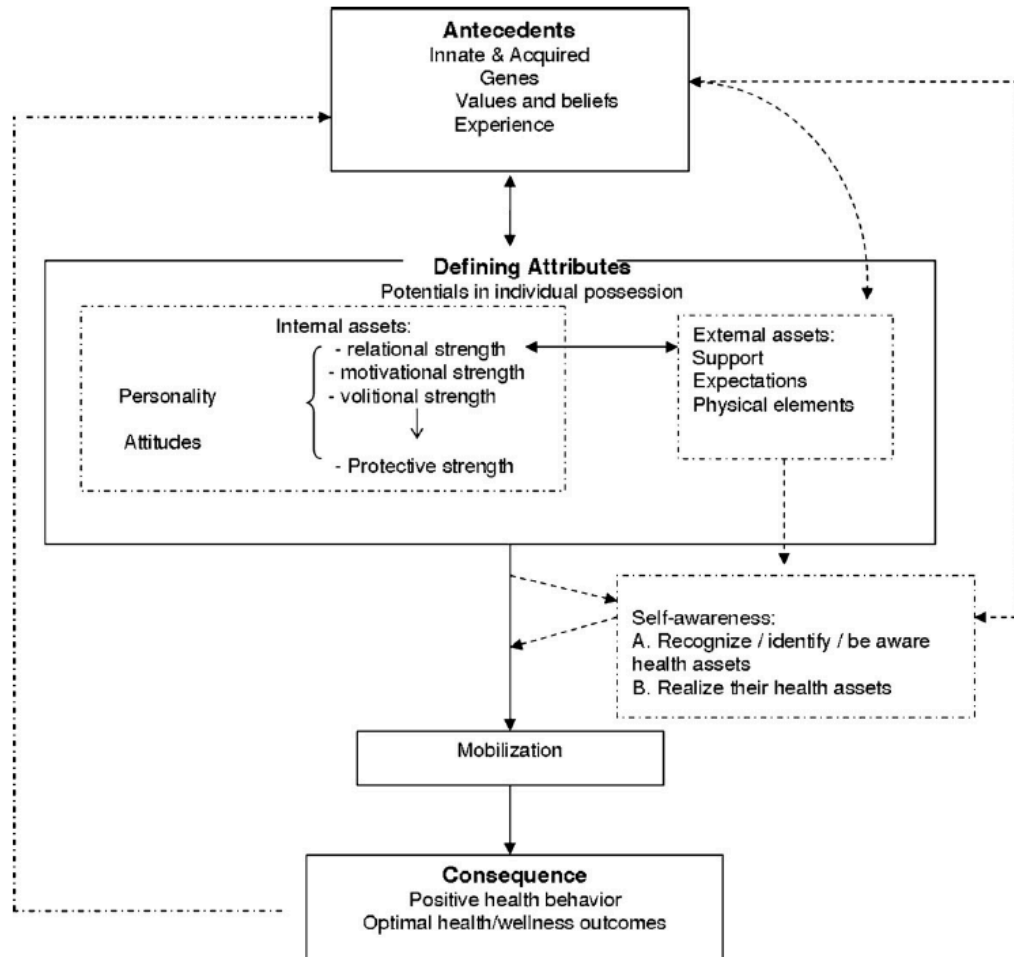 Antecedents
Innate & Acquired
Genes
Values and beliefs
Experience
Defining Attributes
Potentials in individual possession
Internal assets:
- relational strength
- motivational strength
- volitional strength
- Protective strength
Personality
Attitudes
External assets:
Support
Expectations
Physical elements
Self-awareness:
A. Recognize / identify / be aware
health assets
B. Realize their health assets
Mobilization
Consequence
Positive health behavior
Optimal health/wellness outcomes